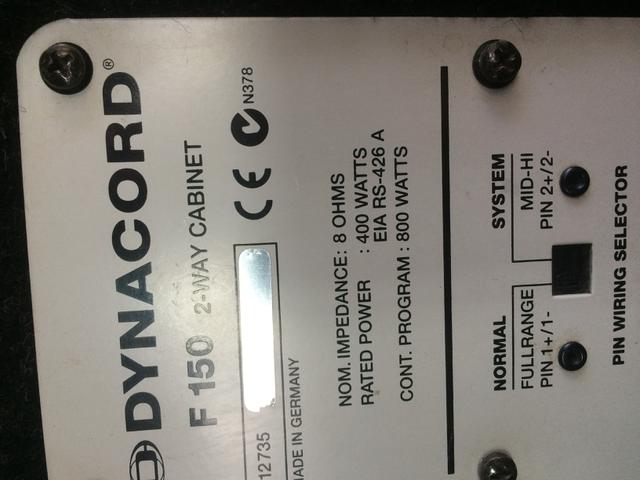 DYNACORD®
F 150 2-WAY CABINET
12735
MADE IN GERMANY
CE N378
NOM. IMPEDANCE: 8 OHMS
RATED POWER : 400 WATTS
EIA RS-426 A
CONT. PROGRAM : 800 WATTS
NORMAL SYSTEM
FULLRANGE MID-HI
PIN 1+/1- PIN 2+/2-
PIN WIRING SELECTOR